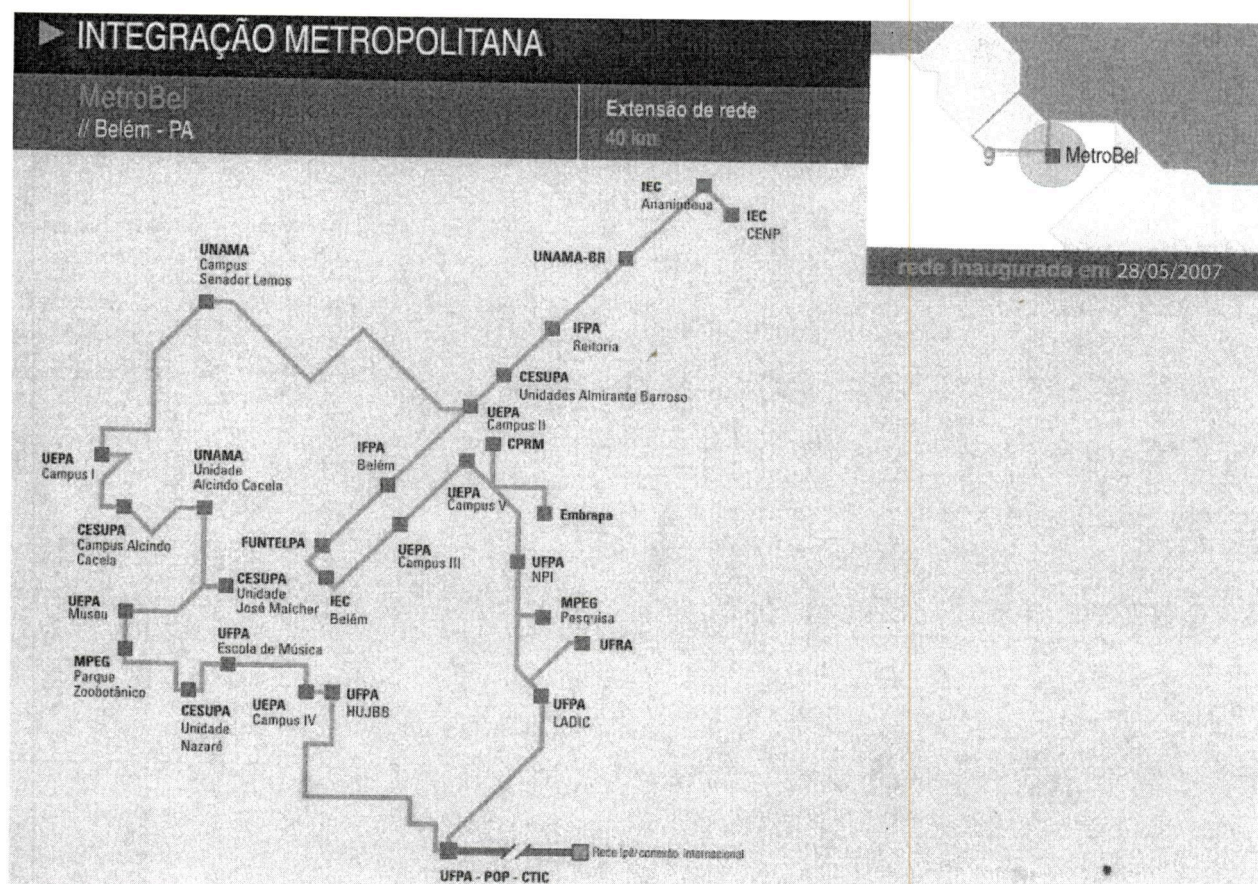 INTEGRAÇÃO METROPOLITANA
MetroBel
// Belém - PA
Extensão de rede
40 km
9
MetroBel
rede inaugurada em 28/05/2007
IEC
Ananindeua
IEC
CENP
UNAMA
Campus
Senador Lemos
UNAMA-BR
IFPA
Reitoria
CESUPA
Unidades Almirante Barroso
UEPA
Campus II
CPRM
UEPA
Campus I
UNAMA
Unidade
Alcindo Cacela
IFPA
Belém
UEPA
Campus V
Embrapa
CESUPA
Campus Alcindo
Cacela
FUNTELPA
UEPA
Campus III
UFPA
NPI
CESUPA
Unidade
José Malcher
IEC
Belém
UEPA
Museu
MPEG
Pesquisa
UFPA
Escola de Música
UFRA
MPEG
Parque
Zoobotânico
CESUPA
Unidade
Nazaré
UEPA
Campus IV
UFPA
HUJBB
UFPA
LADIC
Rede Ipê/conexão internacional
UFPA - POP - CTIC